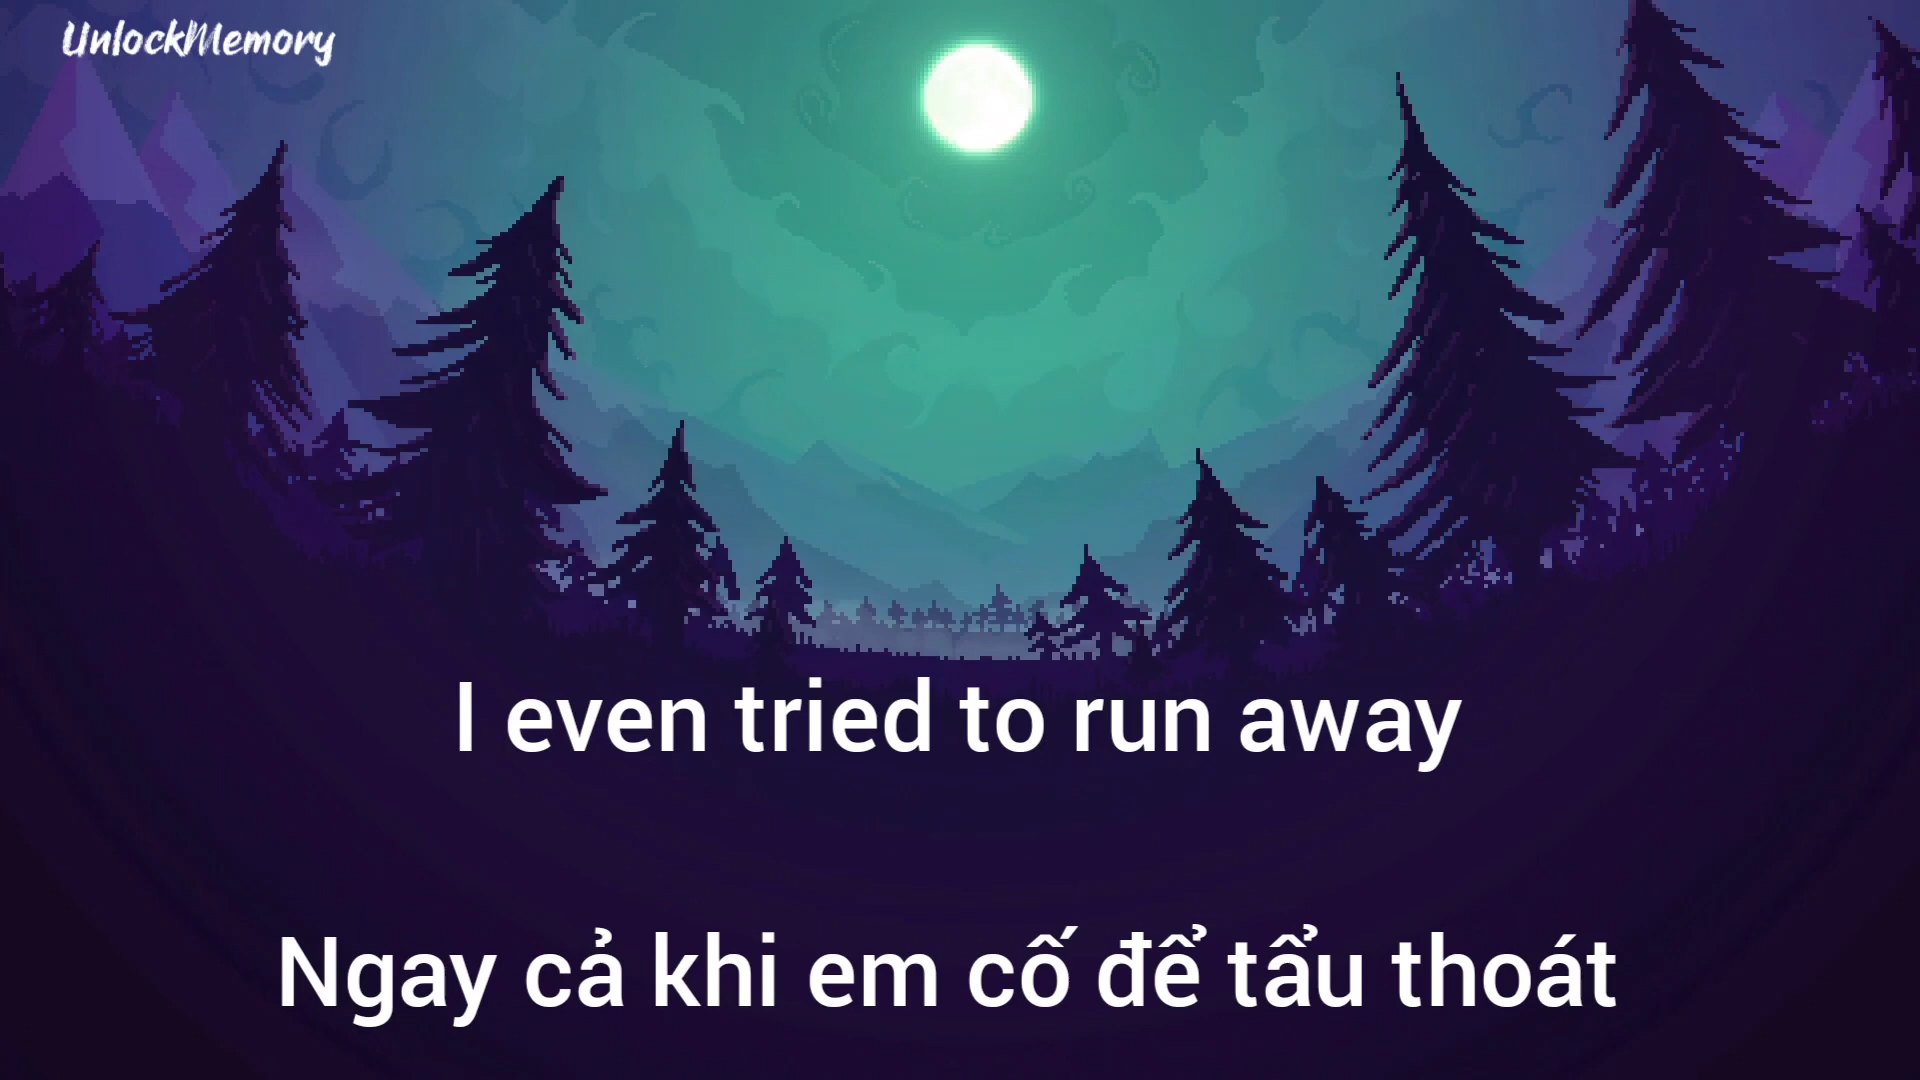 UnlockMemory
I even tried to run away
Ngay cả khi em cố để tẩu thoát